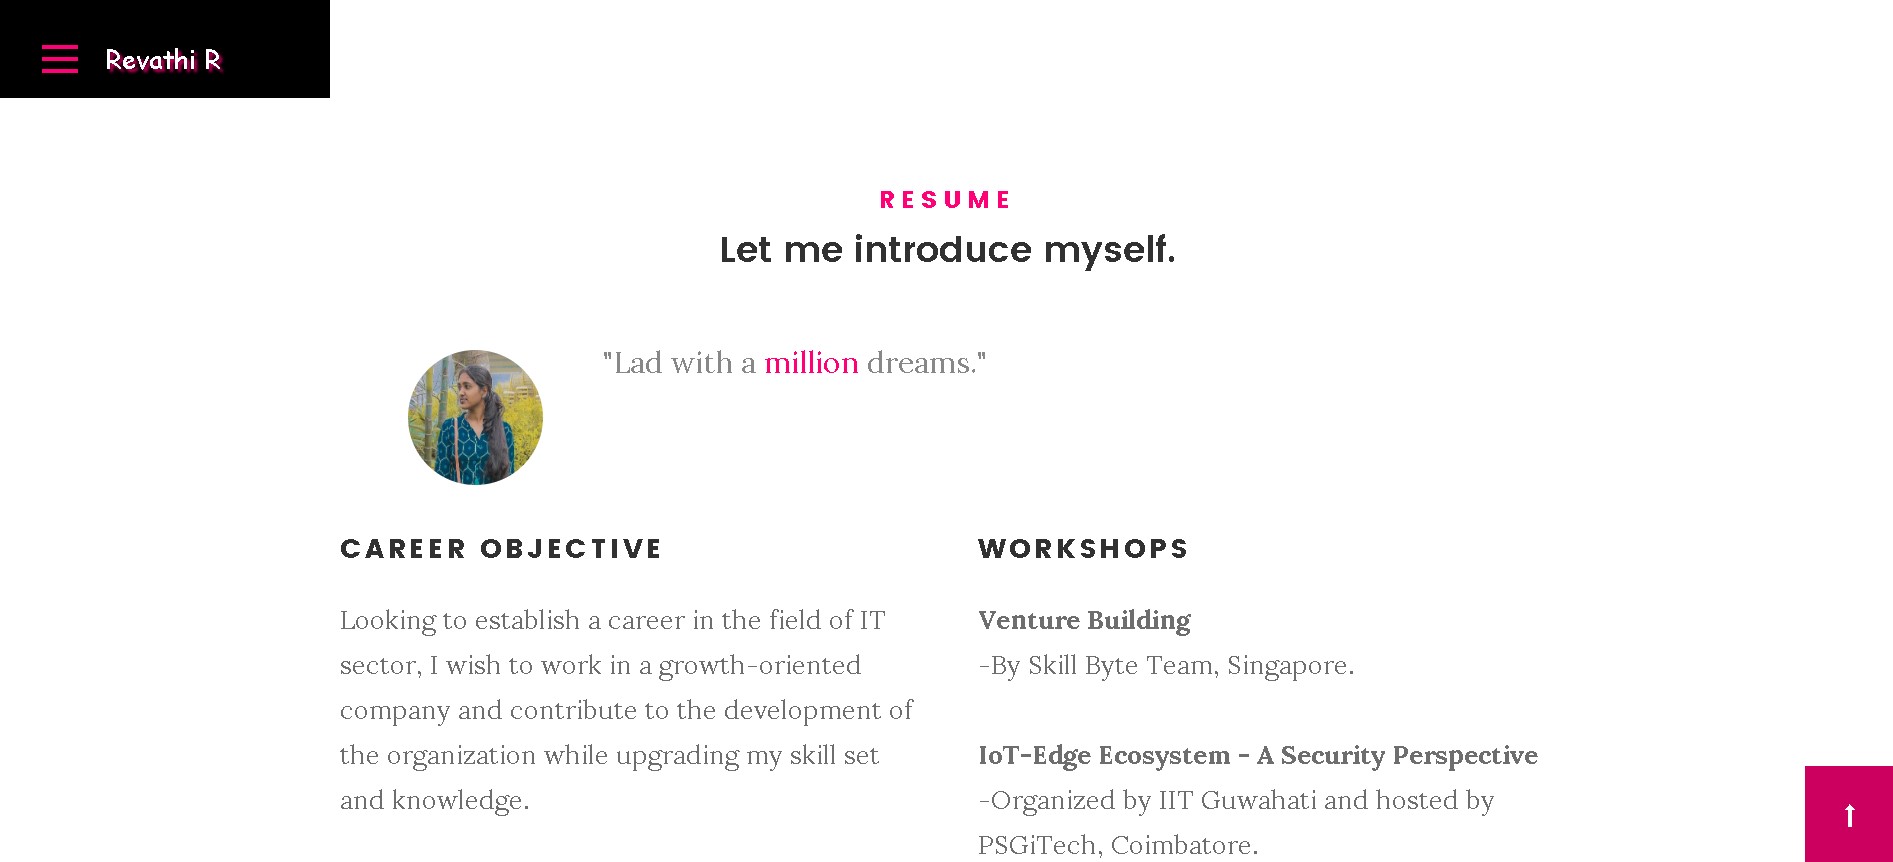 Revathi R
RESUME
Let me introduce myself.
"Lad with a million dreams."
CAREER OBJECTIVE
Looking to establish a career in the field of IT
sector, I wish to work in a growth-oriented
company and contribute to the development of
the organization while upgrading my skill set
and knowledge.
WORKSHOPS
Venture Building
-By Skill Byte Team, Singapore.
IoT-Edge Ecosystem - A Security Perspective
-Organized by IIT Guwahati and hosted by
PSGiTech, Coimbatore.